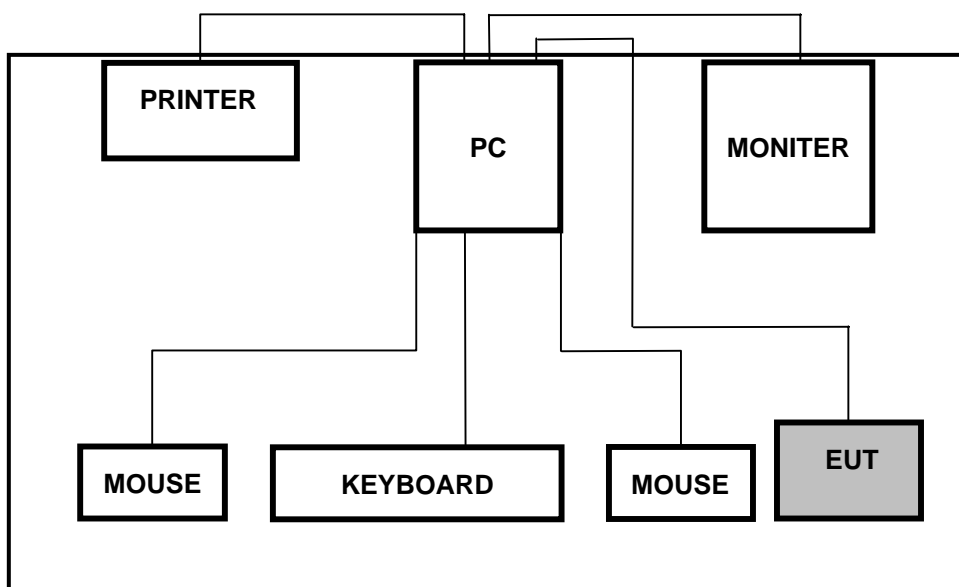 PRINTER
PC
MONITER
MOUSE
KEYBOARD
MOUSE
EUT